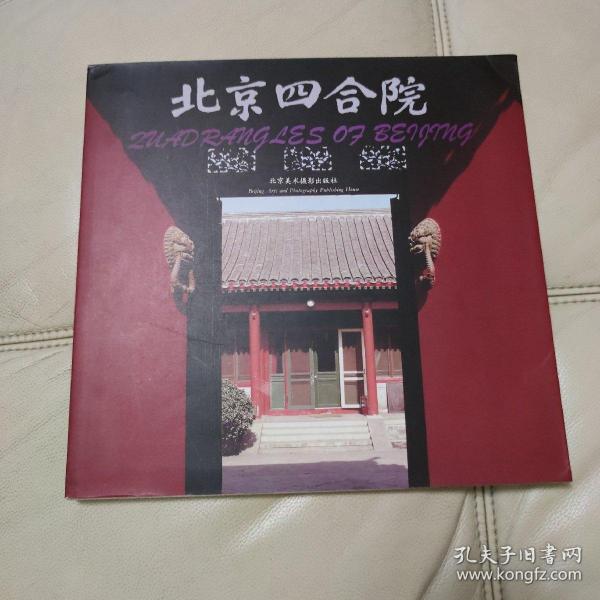 北京四合院
QUADRANGLES OF BEIJING
北京美术摄影出版社
Beijing Arts and Photography Publishing House
孔夫子旧书网
www.kongfz.com